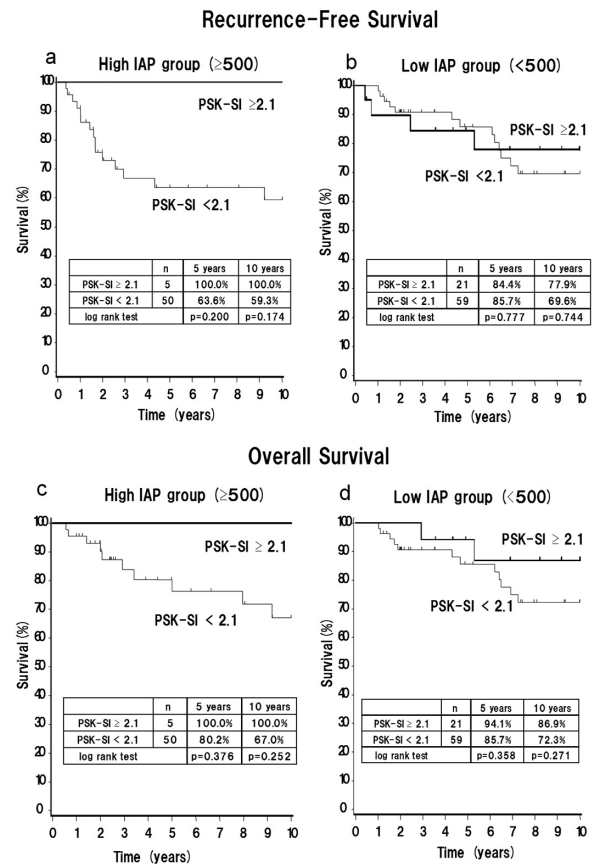 Recurrence-Free Survival
a
High IAP group (≥500)
Survival (%)
100
90
80
70
60
50
40
30
20
10
0
PSK-SI ≥2.1
PSK-SI <2.1
n 5 years 10 years
PSK-SI ≥ 2.1 5 100.0% 100.0%
PSK-SI < 2.1 50 63.6% 59.3%
log rank test p=0.200 p=0.174
0 1 2 3 4 5 6 7 8 9 10
Time (years)
b
Low IAP group (<500)
Survival (%)
100
90
80
70
60
50
40
30
20
10
0
PSK-SI ≥2.1
PSK-SI <2.1
n 5 years 10 years
PSK-SI ≥ 2.1 21 84.4% 77.9%
PSK-SI < 2.1 59 85.7% 69.6%
log rank test p=0.777 p=0.744
0 1 2 3 4 5 6 7 8 9 10
Time (years)
Overall Survival
c
High IAP group (≥500)
Survival (%)
100
90
80
70
60
50
40
30
20
10
0
PSK-SI ≥ 2.1
PSK-SI < 2.1
n 5 years 10 years
PSK-SI ≥ 2.1 5 100.0% 100.0%
PSK-SI < 2.1 50 80.2% 67.0%
log rank test p=0.376 p=0.252
0 1 2 3 4 5 6 7 8 9 10
Time (years)
d
Low IAP group (<500)
Survival (%)
100
90
80
70
60
50
40
30
20
10
0
PSK-SI ≥ 2.1
PSK-SI < 2.1
n 5 years 10 years
PSK-SI ≥ 2.1 21 94.1% 86.9%
PSK-SI < 2.1 59 85.7% 72.3%
log rank test p=0.358 p=0.271
0 1 2 3 4 5 6 7 8 9 10
Time (years)